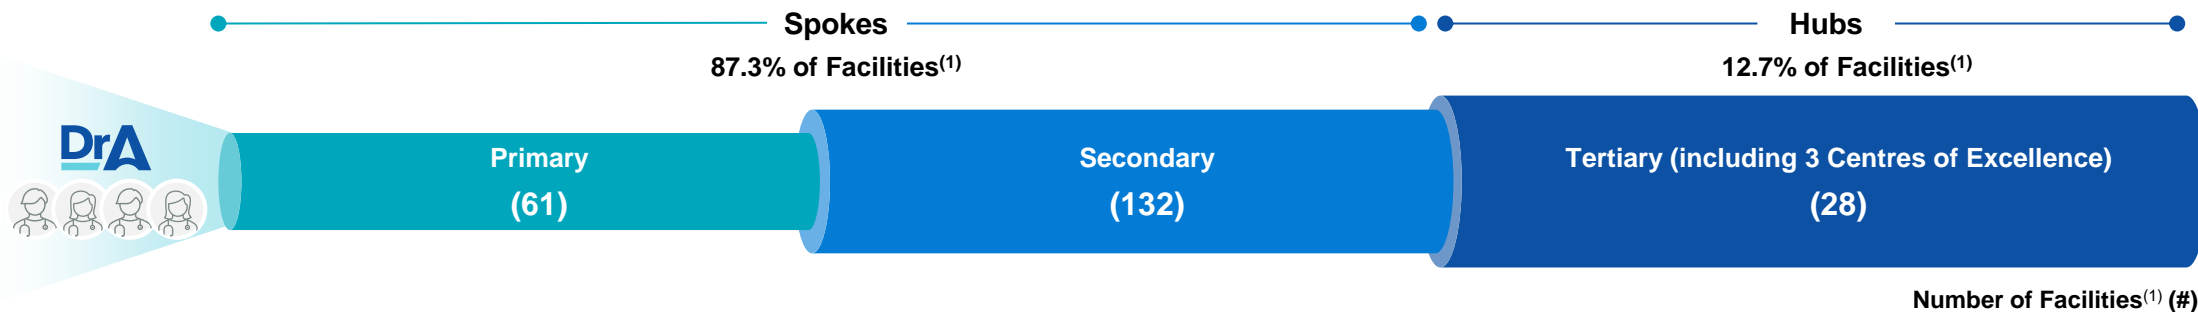 Spokes
87.3% of Facilities(1)
Hubs
12.7% of Facilities(1)
DrA
Primary
(61)
Secondary
(132)
Tertiary (including 3 Centres of Excellence)
(28)
Number of Facilities(1) (#)